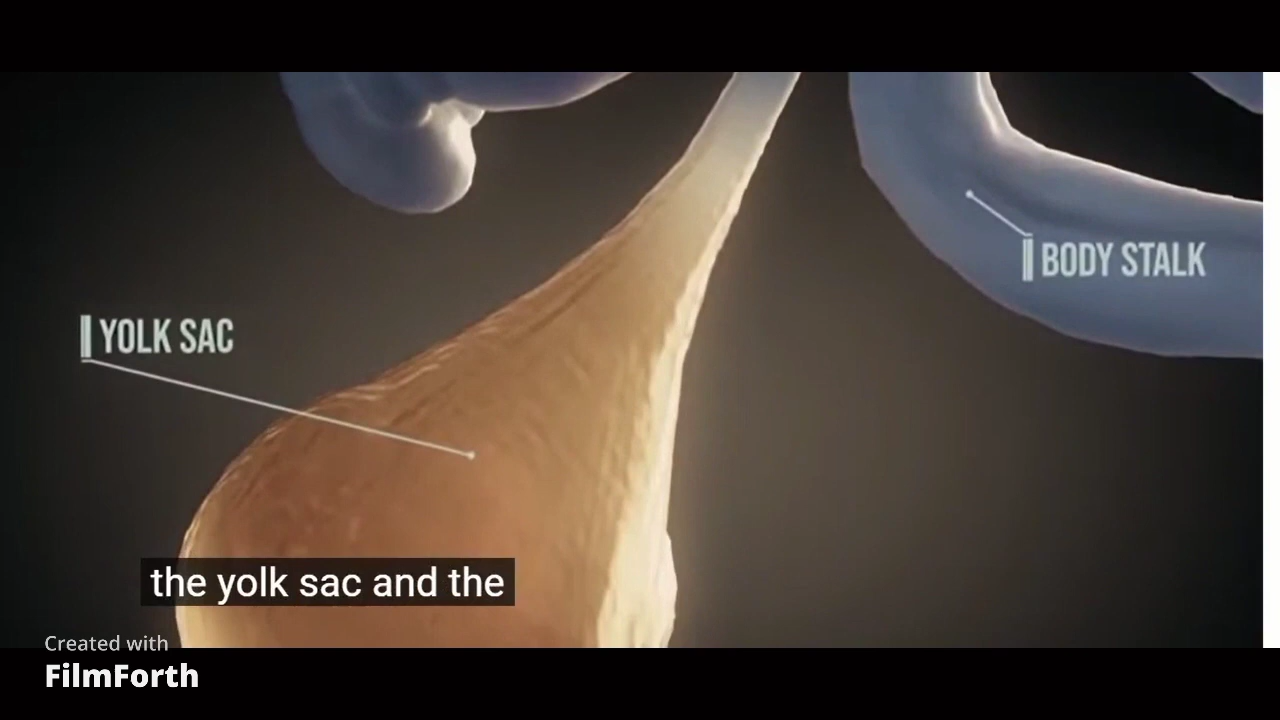 BODY STALK
YOLK SAC
the yolk sac and the
Created with
FilmForth